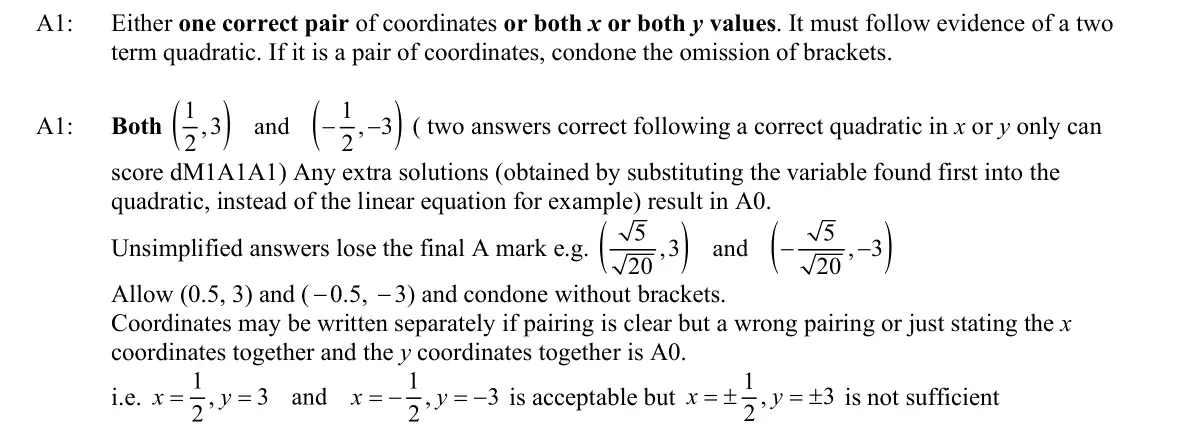 A1: Either one correct pair of coordinates or both x or both y values. It must follow evidence of a two
term quadratic. If it is a pair of coordinates, condone the omission of brackets.
A1: Both (1/2, 3) and (−1/2, −3) ( two answers correct following a correct quadratic in x or y only can
score dM1A1A1) Any extra solutions (obtained by substituting the variable found first into the
quadratic, instead of the linear equation for example) result in A0.
Unsimplified answers lose the final A mark e.g. (√5/√20, 3) and (−√5/√20, −3)
Allow (0.5, 3) and (−0.5, −3) and condone without brackets.
Coordinates may be written separately if pairing is clear but a wrong pairing or just stating the x
coordinates together and the y coordinates together is A0.
i.e. x = 1/2, y = 3 and x = −1/2, y = −3 is acceptable but x = ±1/2, y = ±3 is not sufficient